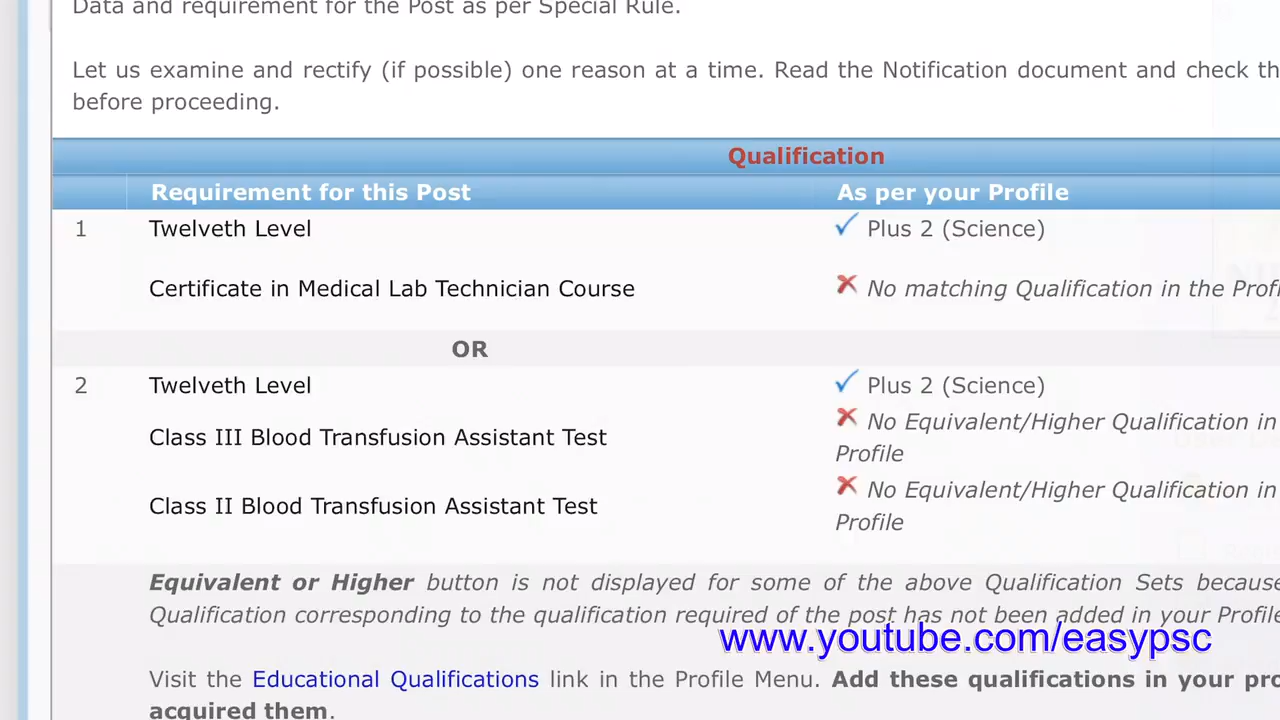 Data and requirement for the Post as per Special Rule.
Let us examine and rectify (if possible) one reason at a time. Read the Notification document and check th
before proceeding.
Qualification
Requirement for this Post As per your Profile
1 Twelveth Level Plus 2 (Science)
Certificate in Medical Lab Technician Course No matching Qualification in the Profi
OR
2 Twelveth Level Plus 2 (Science)
Class III Blood Transfusion Assistant Test No Equivalent/Higher Qualification in
Profile
Class II Blood Transfusion Assistant Test No Equivalent/Higher Qualification in
Profile
Equivalent or Higher button is not displayed for some of the above Qualification Sets because
Qualification corresponding to the qualification required of the post has not been added in your Profile
www.youtube.com/easypsc
Visit the Educational Qualifications link in the Profile Menu. Add these qualifications in your pro
acquired them.